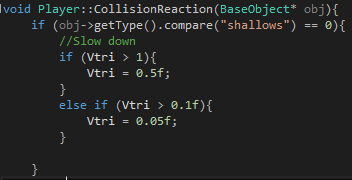 void Player::CollisionReaction(BaseObject* obj){
if (obj->getType().compare("shallows") == 0){
//Slow down
if (Vtri > 1){
Vtri = 0.5f;
}
else if (Vtri > 0.1f){
Vtri = 0.05f;
}
}